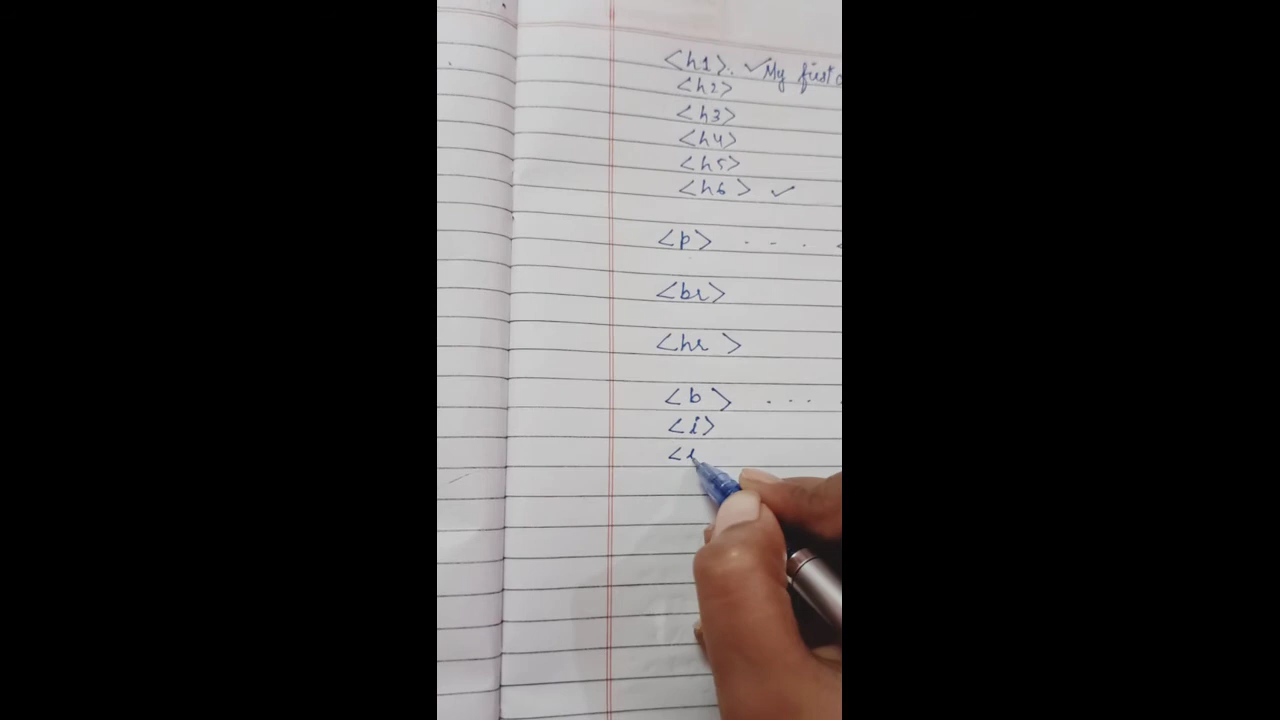 <h1>. ✓ My first
<h2>
<h3>
<h4>
<h5>
<h6> ✓
<p> . . . .
<br>
<hr>
<b> . . .
<i>
<